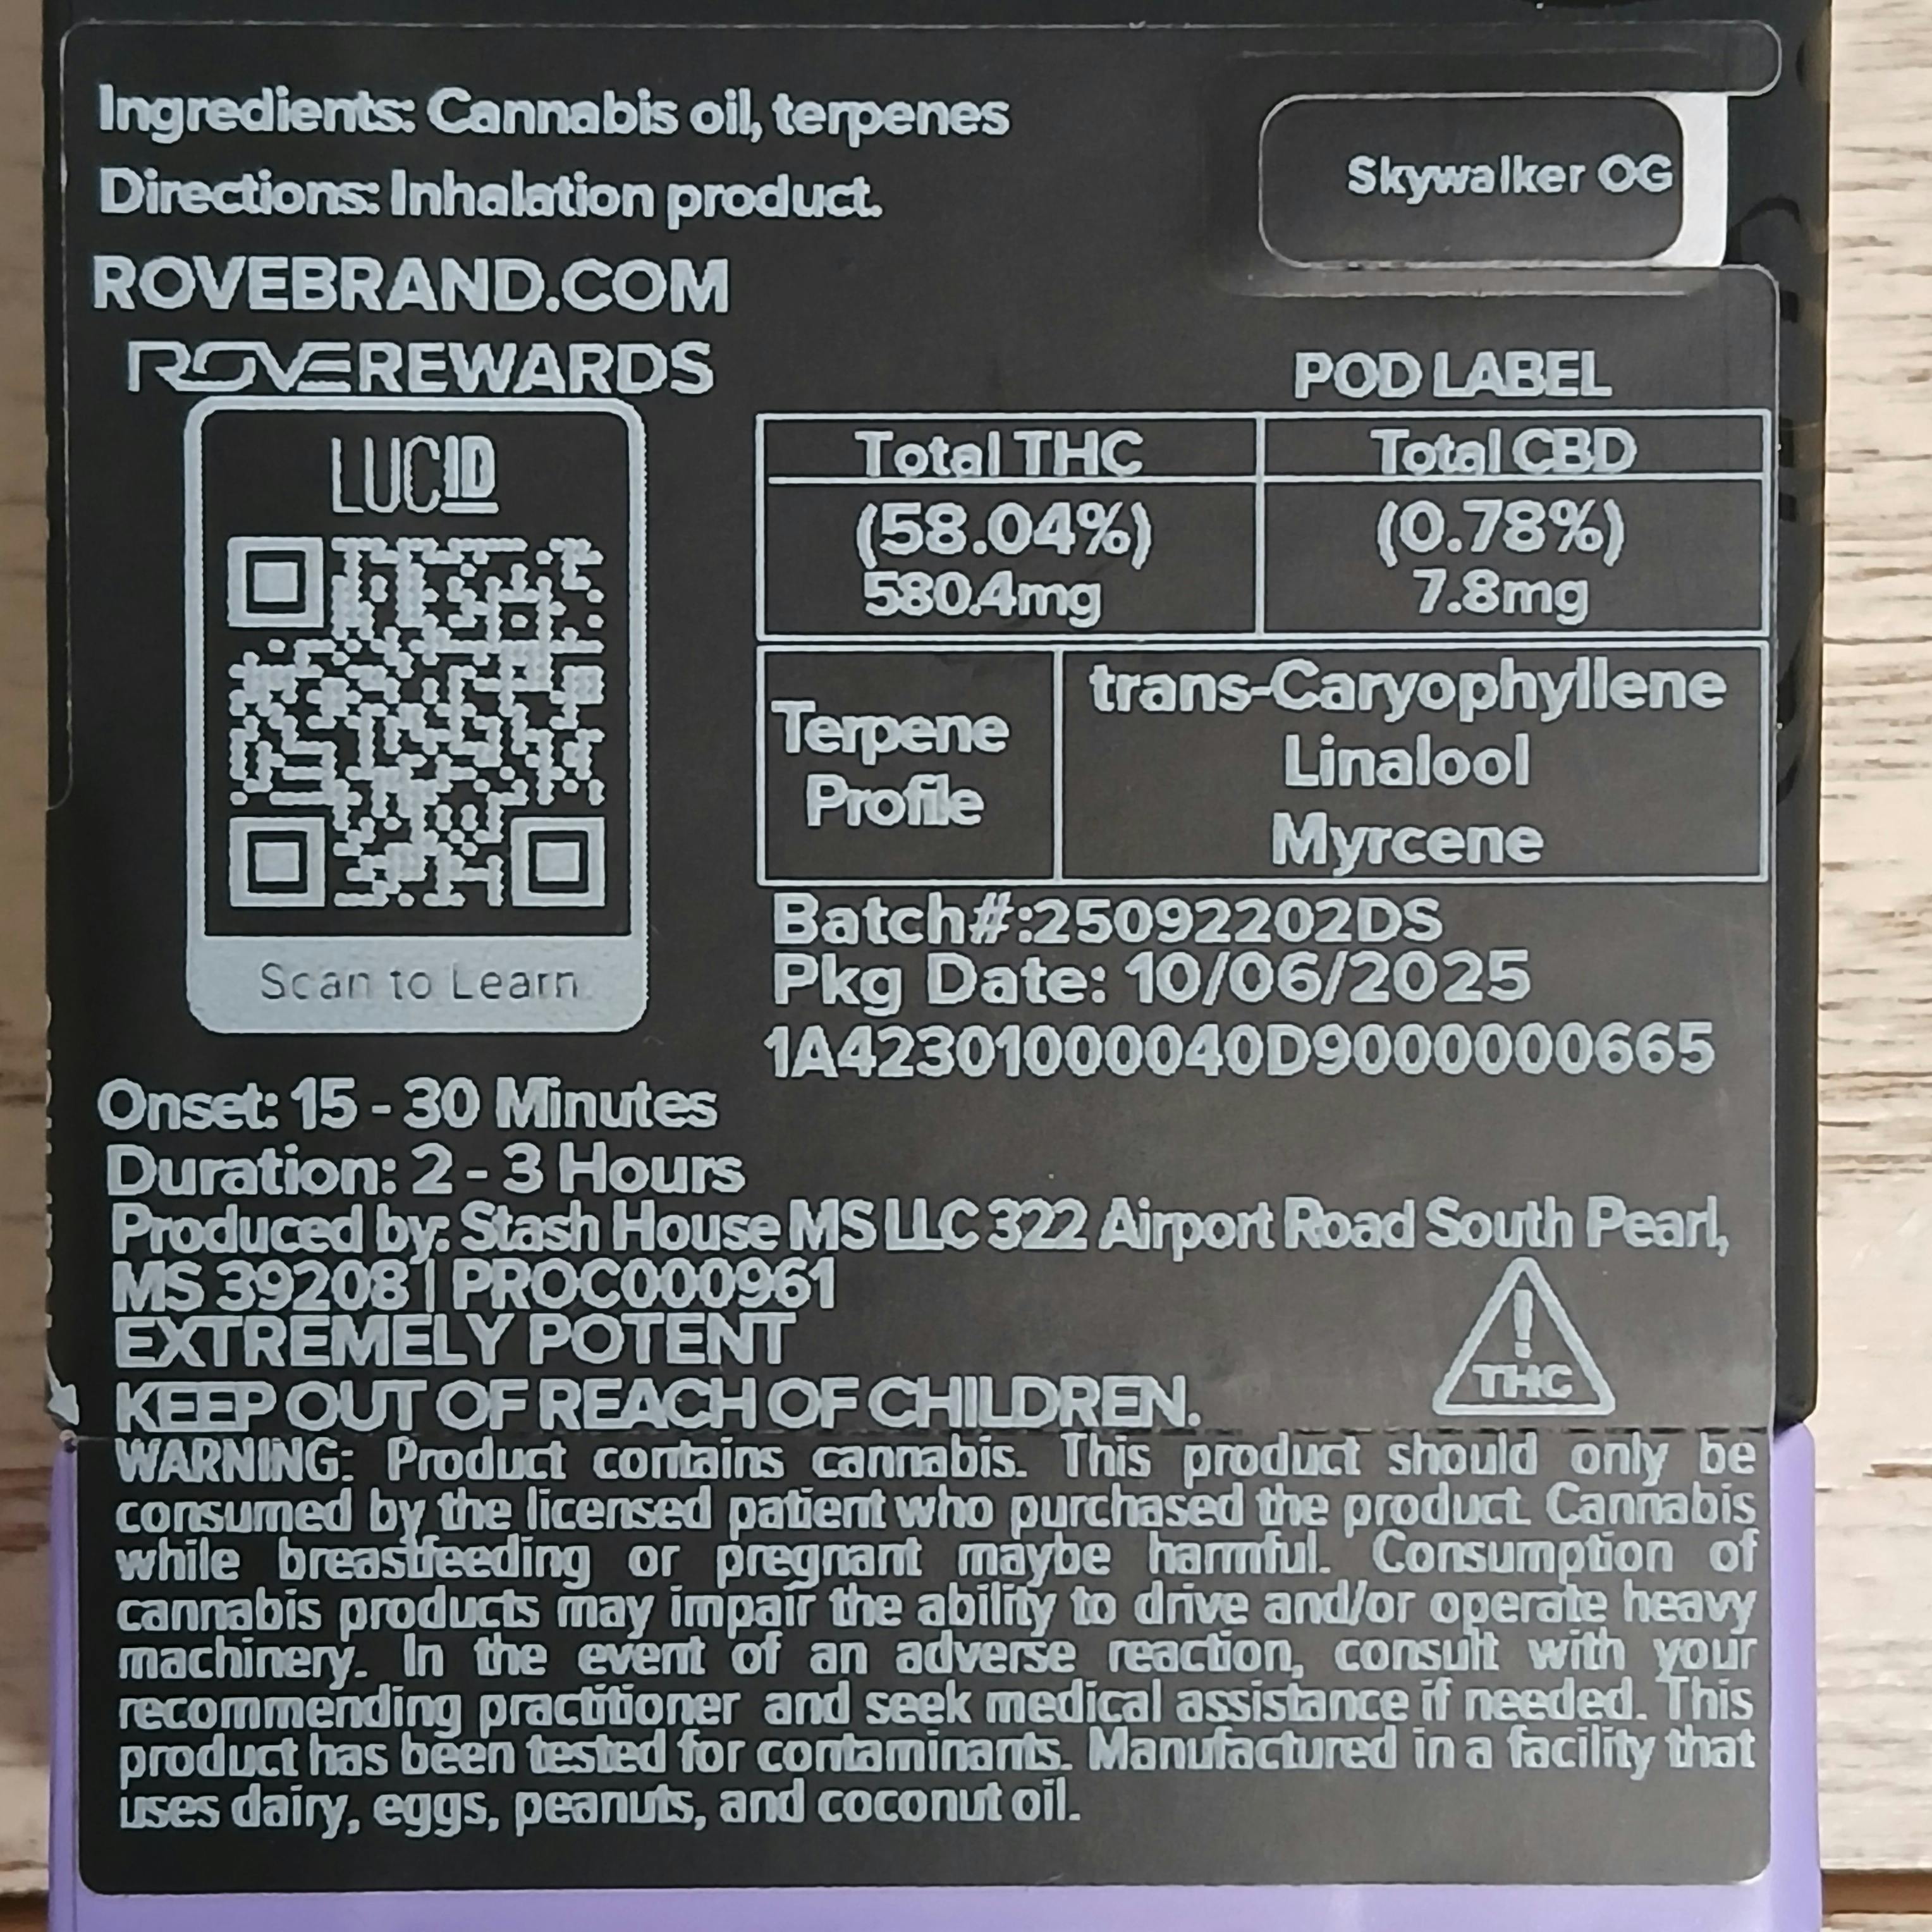 Ingredients: Cannabis oil, terpenes
Directions: Inhalation product.
Skywalker OG
ROVEBRAND.COM
ROVE REWARDS
LUCID
Scan to Learn
POD LABEL
Total THC Total CBD
(58.04%) (0.78%)
580.4mg 7.8mg
Terpene
Profile
trans-Caryophyllene
Linalool
Myrcene
Batch#:25092202DS
Pkg Date: 10/06/2025
1A42301000040D9000000665
Onset: 15 - 30 Minutes
Duration: 2 - 3 Hours
Produced by: Stash House MS LLC 322 Airport Road South Pearl,
MS 39208 | PROC000961
EXTREMELY POTENT
KEEP OUT OF REACH OF CHILDREN.
! THC
WARNING: Product contains cannabis. This product should only be
consumed by the licensed patient who purchased the product. Cannabis
while breastfeeding or pregnant maybe harmful. Consumption of
cannabis products may impair the ability to drive and/or operate heavy
machinery. In the event of an adverse reaction, consult with your
recommending practitioner and seek medical assistance if needed. This
product has been tested for contaminants. Manufactured in a facility that
uses dairy, eggs, peanuts, and coconut oil.